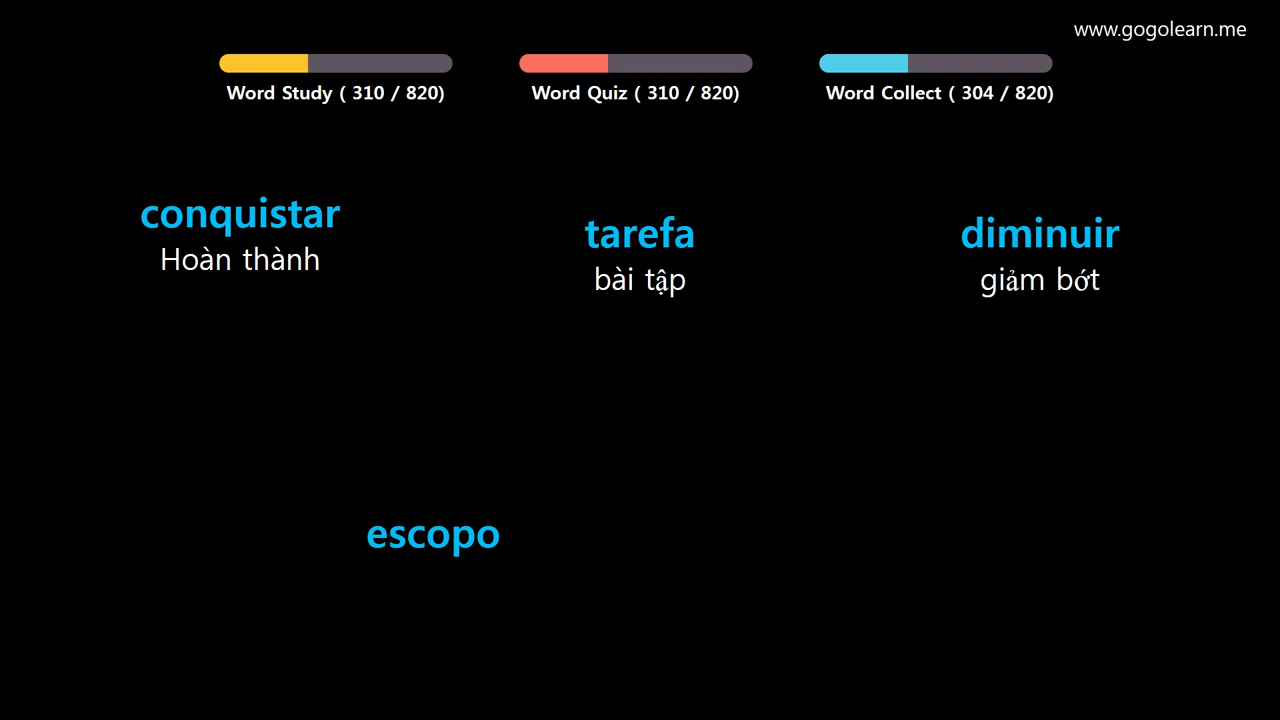 www.gogolearn.me
Word Study ( 310 / 820)
Word Quiz ( 310 / 820)
Word Collect ( 304 / 820)
conquistar
Hoàn thành
tarefa
bài tập
diminuir
giảm bớt
escopo